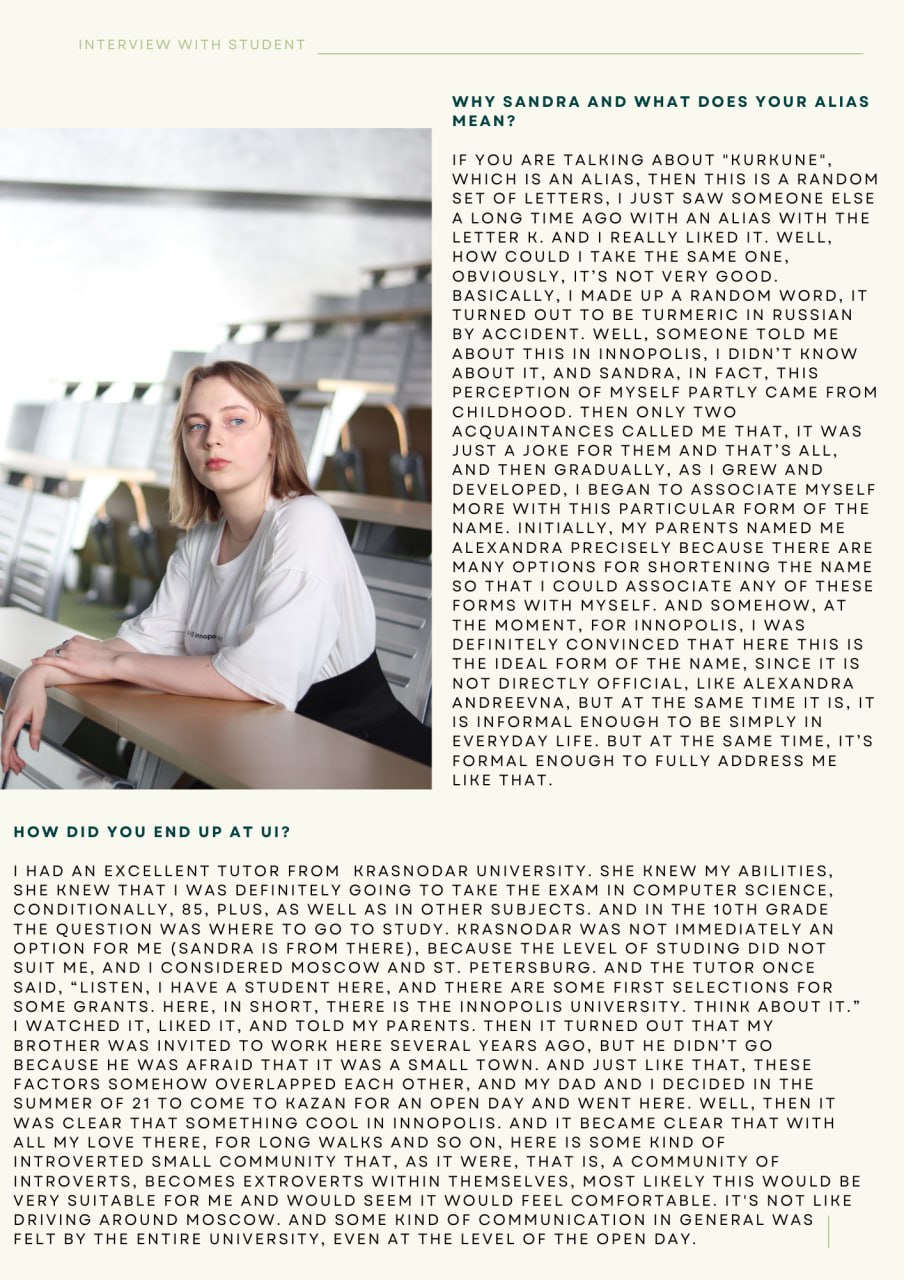 INTERVIEW WITH STUDENT
WHY SANDRA AND WHAT DOES YOUR ALIAS
MEAN?
IF YOU ARE TALKING ABOUT "KURKUNE",
WHICH IS AN ALIAS, THEN THIS IS A RANDOM
SET OF LETTERS, I JUST SAW SOMEONE ELSE
A LONG TIME AGO WITH AN ALIAS WITH THE
LETTER K. AND I REALLY LIKED IT. WELL,
HOW COULD I TAKE THE SAME ONE,
OBVIOUSLY, IT’S NOT VERY GOOD.
BASICALLY, I MADE UP A RANDOM WORD, IT
TURNED OUT TO BE TURMERIC IN RUSSIAN
BY ACCIDENT. WELL, SOMEONE TOLD ME
ABOUT THIS IN INNOPOLIS, I DIDN’T KNOW
ABOUT IT, AND SANDRA, IN FACT, THIS
PERCEPTION OF MYSELF PARTLY CAME FROM
CHILDHOOD. THEN ONLY TWO
ACQUAINTANCES CALLED ME THAT, IT WAS
JUST A JOKE FOR THEM AND THAT’S ALL,
AND THEN GRADUALLY, AS I GREW AND
DEVELOPED, I BEGAN TO ASSOCIATE MYSELF
MORE WITH THIS PARTICULAR FORM OF THE
NAME. INITIALLY, MY PARENTS NAMED ME
ALEXANDRA PRECISELY BECAUSE THERE ARE
MANY OPTIONS FOR SHORTENING THE NAME
SO THAT I COULD ASSOCIATE ANY OF THESE
FORMS WITH MYSELF. AND SOMEHOW, AT
THE MOMENT, FOR INNOPOLIS, I WAS
DEFINITELY CONVINCED THAT HERE THIS IS
THE IDEAL FORM OF THE NAME, SINCE IT IS
NOT DIRECTLY OFFICIAL, LIKE ALEXANDRA
ANDREEVNA, BUT AT THE SAME TIME IT IS, IT
IS INFORMAL ENOUGH TO BE SIMPLY IN
EVERYDAY LIFE. BUT AT THE SAME TIME, IT’S
FORMAL ENOUGH TO FULLY ADDRESS ME
LIKE THAT.
HOW DID YOU END UP AT UI?
I HAD AN EXCELLENT TUTOR FROM KRASNODAR UNIVERSITY. SHE KNEW MY ABILITIES,
SHE KNEW THAT I WAS DEFINITELY GOING TO TAKE THE EXAM IN COMPUTER SCIENCE,
CONDITIONALLY, 85, PLUS, AS WELL AS IN OTHER SUBJECTS. AND IN THE 10TH GRADE
THE QUESTION WAS WHERE TO GO TO STUDY. KRASNODAR WAS NOT IMMEDIATELY AN
OPTION FOR ME (SANDRA IS FROM THERE), BECAUSE THE LEVEL OF STUDING DID NOT
SUIT ME, AND I CONSIDERED MOSCOW AND ST. PETERSBURG. AND THE TUTOR ONCE
SAID, “LISTEN, I HAVE A STUDENT HERE, AND THERE ARE SOME FIRST SELECTIONS FOR
SOME GRANTS. HERE, IN SHORT, THERE IS THE INNOPOLIS UNIVERSITY. THINK ABOUT IT.”
I WATCHED IT, LIKED IT, AND TOLD MY PARENTS. THEN IT TURNED OUT THAT MY
BROTHER WAS INVITED TO WORK HERE SEVERAL YEARS AGO, BUT HE DIDN’T GO
BECAUSE HE WAS AFRAID THAT IT WAS A SMALL TOWN. AND JUST LIKE THAT, THESE
FACTORS SOMEHOW OVERLAPPED EACH OTHER, AND MY DAD AND I DECIDED IN THE
SUMMER OF 21 TO COME TO KAZAN FOR AN OPEN DAY AND WENT HERE. WELL, THEN IT
WAS CLEAR THAT SOMETHING COOL IN INNOPOLIS. AND IT BECAME CLEAR THAT WITH
ALL MY LOVE THERE, FOR LONG WALKS AND SO ON, HERE IS SOME KIND OF
INTROVERTED SMALL COMMUNITY THAT, AS IT WERE, THAT IS, A COMMUNITY OF
INTROVERTS, BECOMES EXTROVERTS WITHIN THEMSELVES, MOST LIKELY THIS WOULD BE
VERY SUITABLE FOR ME AND WOULD SEEM IT WOULD FEEL COMFORTABLE. IT'S NOT LIKE
DRIVING AROUND MOSCOW. AND SOME KIND OF COMMUNICATION IN GENERAL WAS
FELT BY THE ENTIRE UNIVERSITY, EVEN AT THE LEVEL OF THE OPEN DAY.